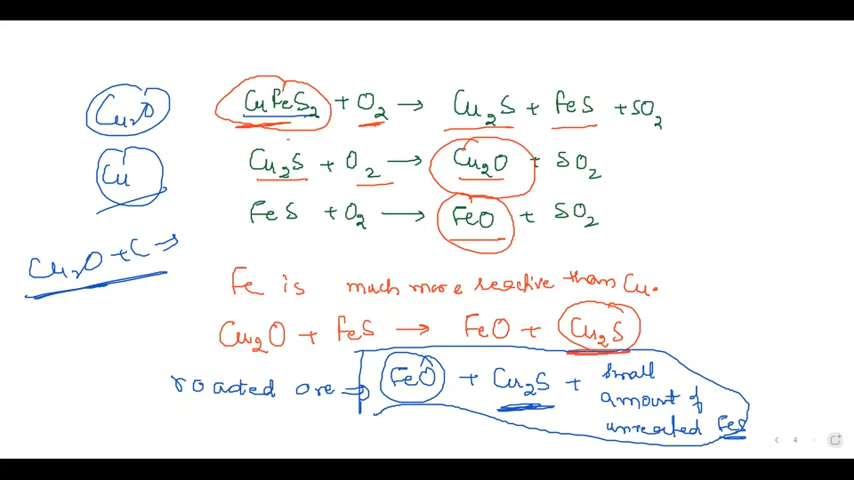 Cu₂O
CuFeS₂ + O₂ → Cu₂S + FeS + SO₂
Cu
Cu₂S + O₂ → Cu₂O + SO₂
FeS + O₂ → FeO + SO₂
Cu₂O + C →
Fe is much more reactive than Cu.
Cu₂O + FeS → FeO + Cu₂S
roasted ore ⇒ FeO + Cu₂S + small
amount of
unreacted FeS
4